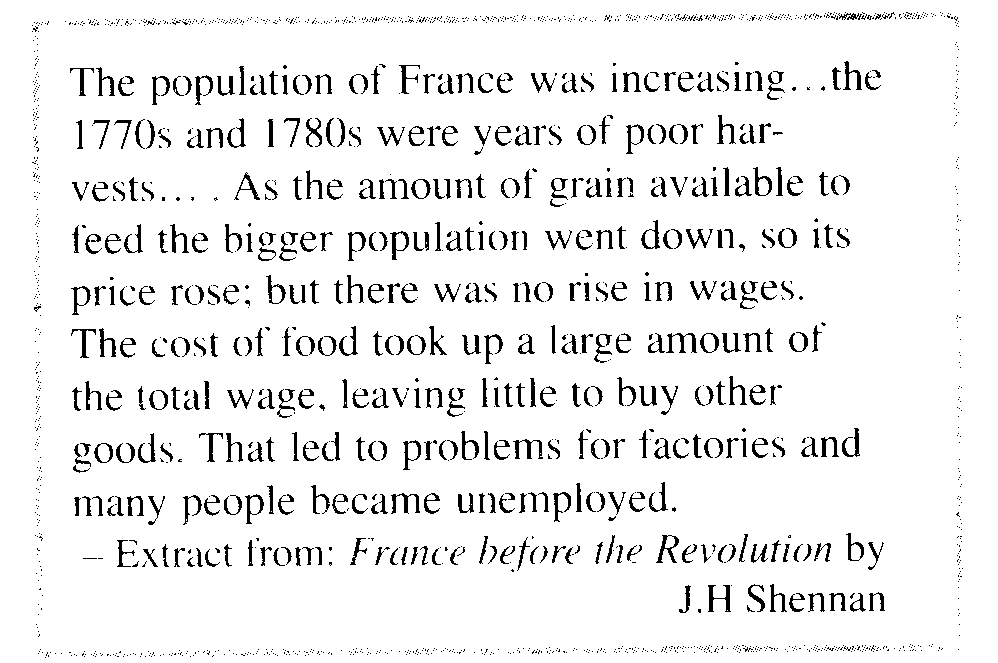 The population of France was increasing...the
1770s and 1780s were years of poor har-
vests... . As the amount of grain available to
feed the bigger population went down, so its
price rose; but there was no rise in wages.
The cost of food took up a large amount of
the total wage, leaving little to buy other
goods. That led to problems for factories and
many people became unemployed.
– Extract from: France before the Revolution by
J.H Shennan